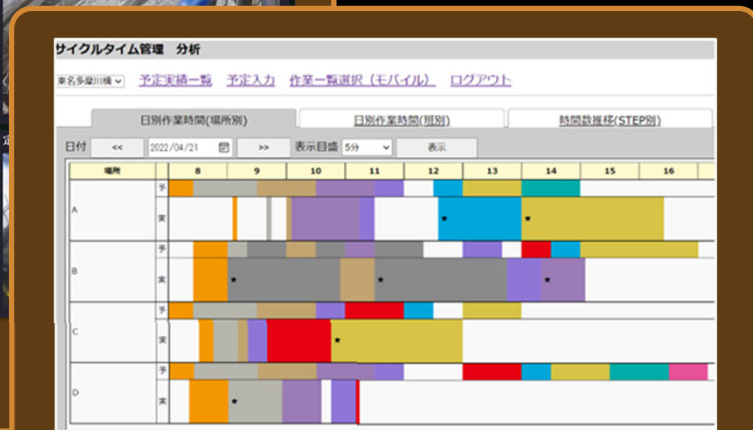 サイクルタイム管理 分析
東名多摩川橋 予定実績一覧 予定入力 作業一覧選択（モバイル） ログアウト
日別作業時間(場所別) 日別作業時間(班別) 時間数推移(STEP別)
日付 << 2022/04/21 >> 表示目盛 5分 表示
場所 8 9 10 11 12 13 14 15 16
予
A 実 ★ ★
予
B 実 ★ ★ ★
予
C 実 ★
予
D 実 ★